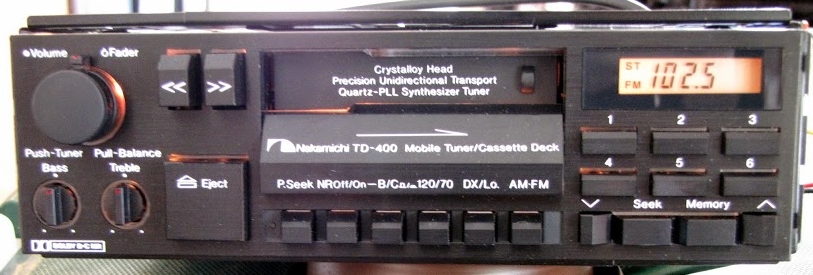 Volume Fader
Crystalloy Head
Precision Unidirectional Transport
Quartz-PLL Synthesizer Tuner
ST
FM 102.5
<< >>
1 2 3
Nakamichi TD-400 Mobile Tuner/Cassette Deck
Push-Tuner Pull-Balance
Bass Treble
4 5 6
Eject
P.Seek NROff/On-B/C 120/70 DX/Lo. AM-FM
Seek Memory
DOLBY B-C NR